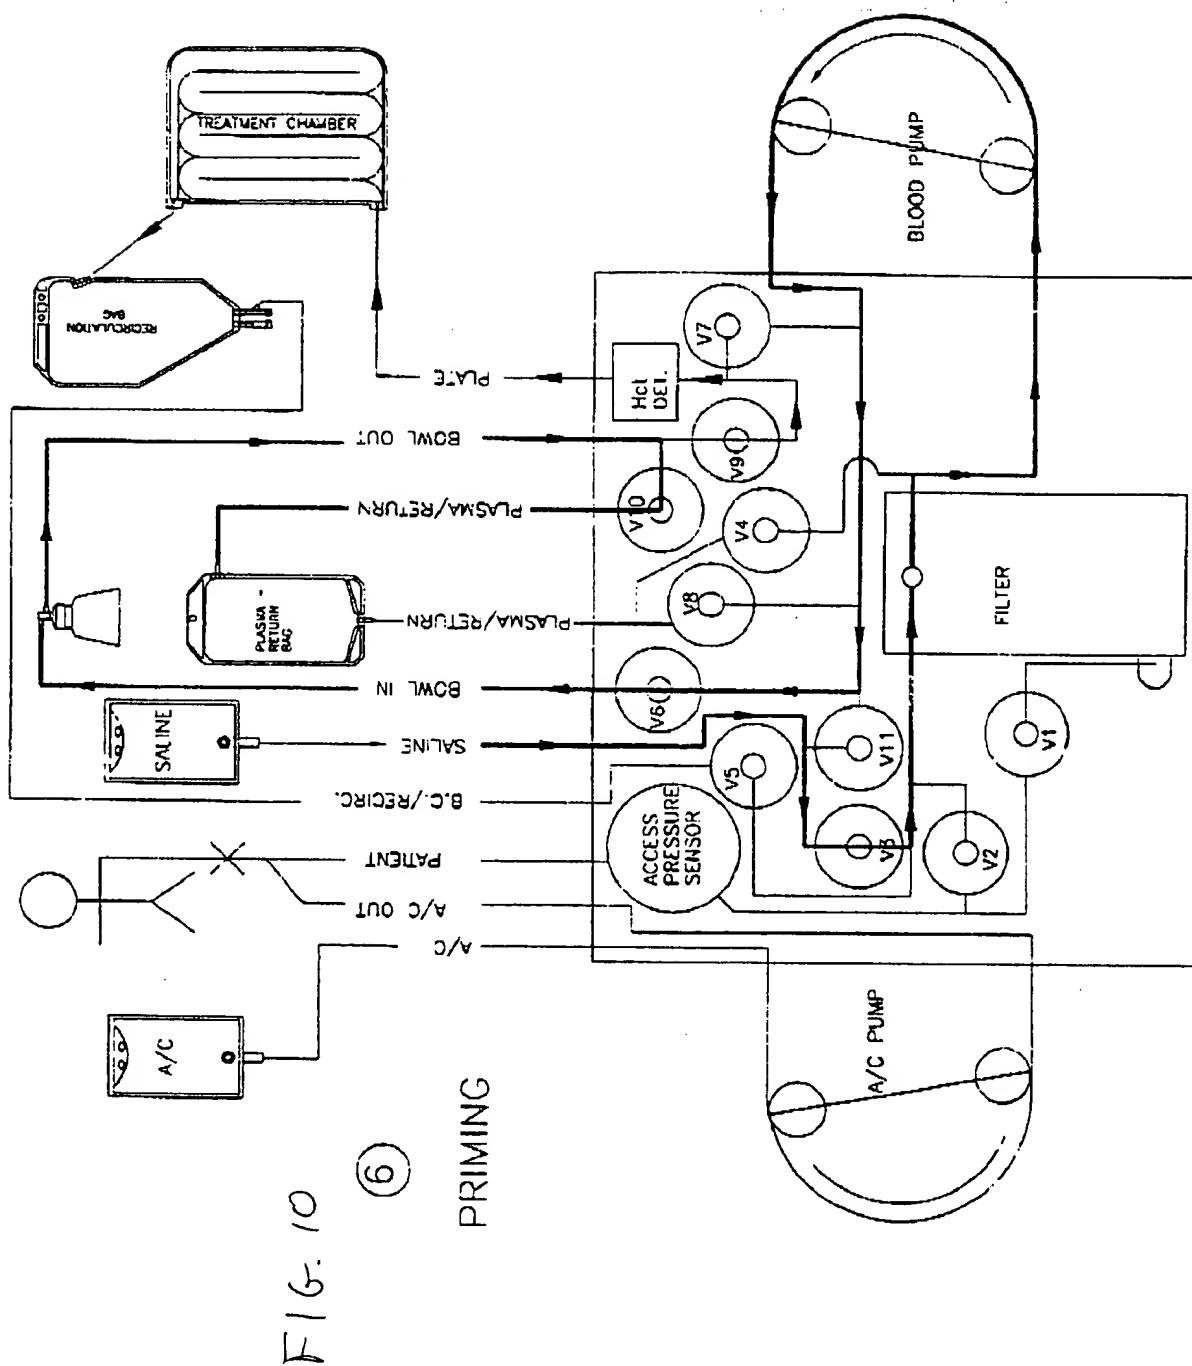 FIG. 10
6
PRIMING
A/C
SALINE
PLASMA -
RETURN
BAG
RECIRCULATION
BAG
TREATMENT CHAMBER
A/C
A/C OUT
PATIENT
B.C./RECIRC.
SALINE
BOWL IN
PLASMA/RETURN
PLASMA/RETURN
BOWL OUT
PLATE
ACCESS
PRESSURE
SENSOR
V5
V6
V8
V4
V10
V9
Hct
DET.
V7
V3
V11
V2
V1
FILTER
A/C PUMP
BLOOD PUMP